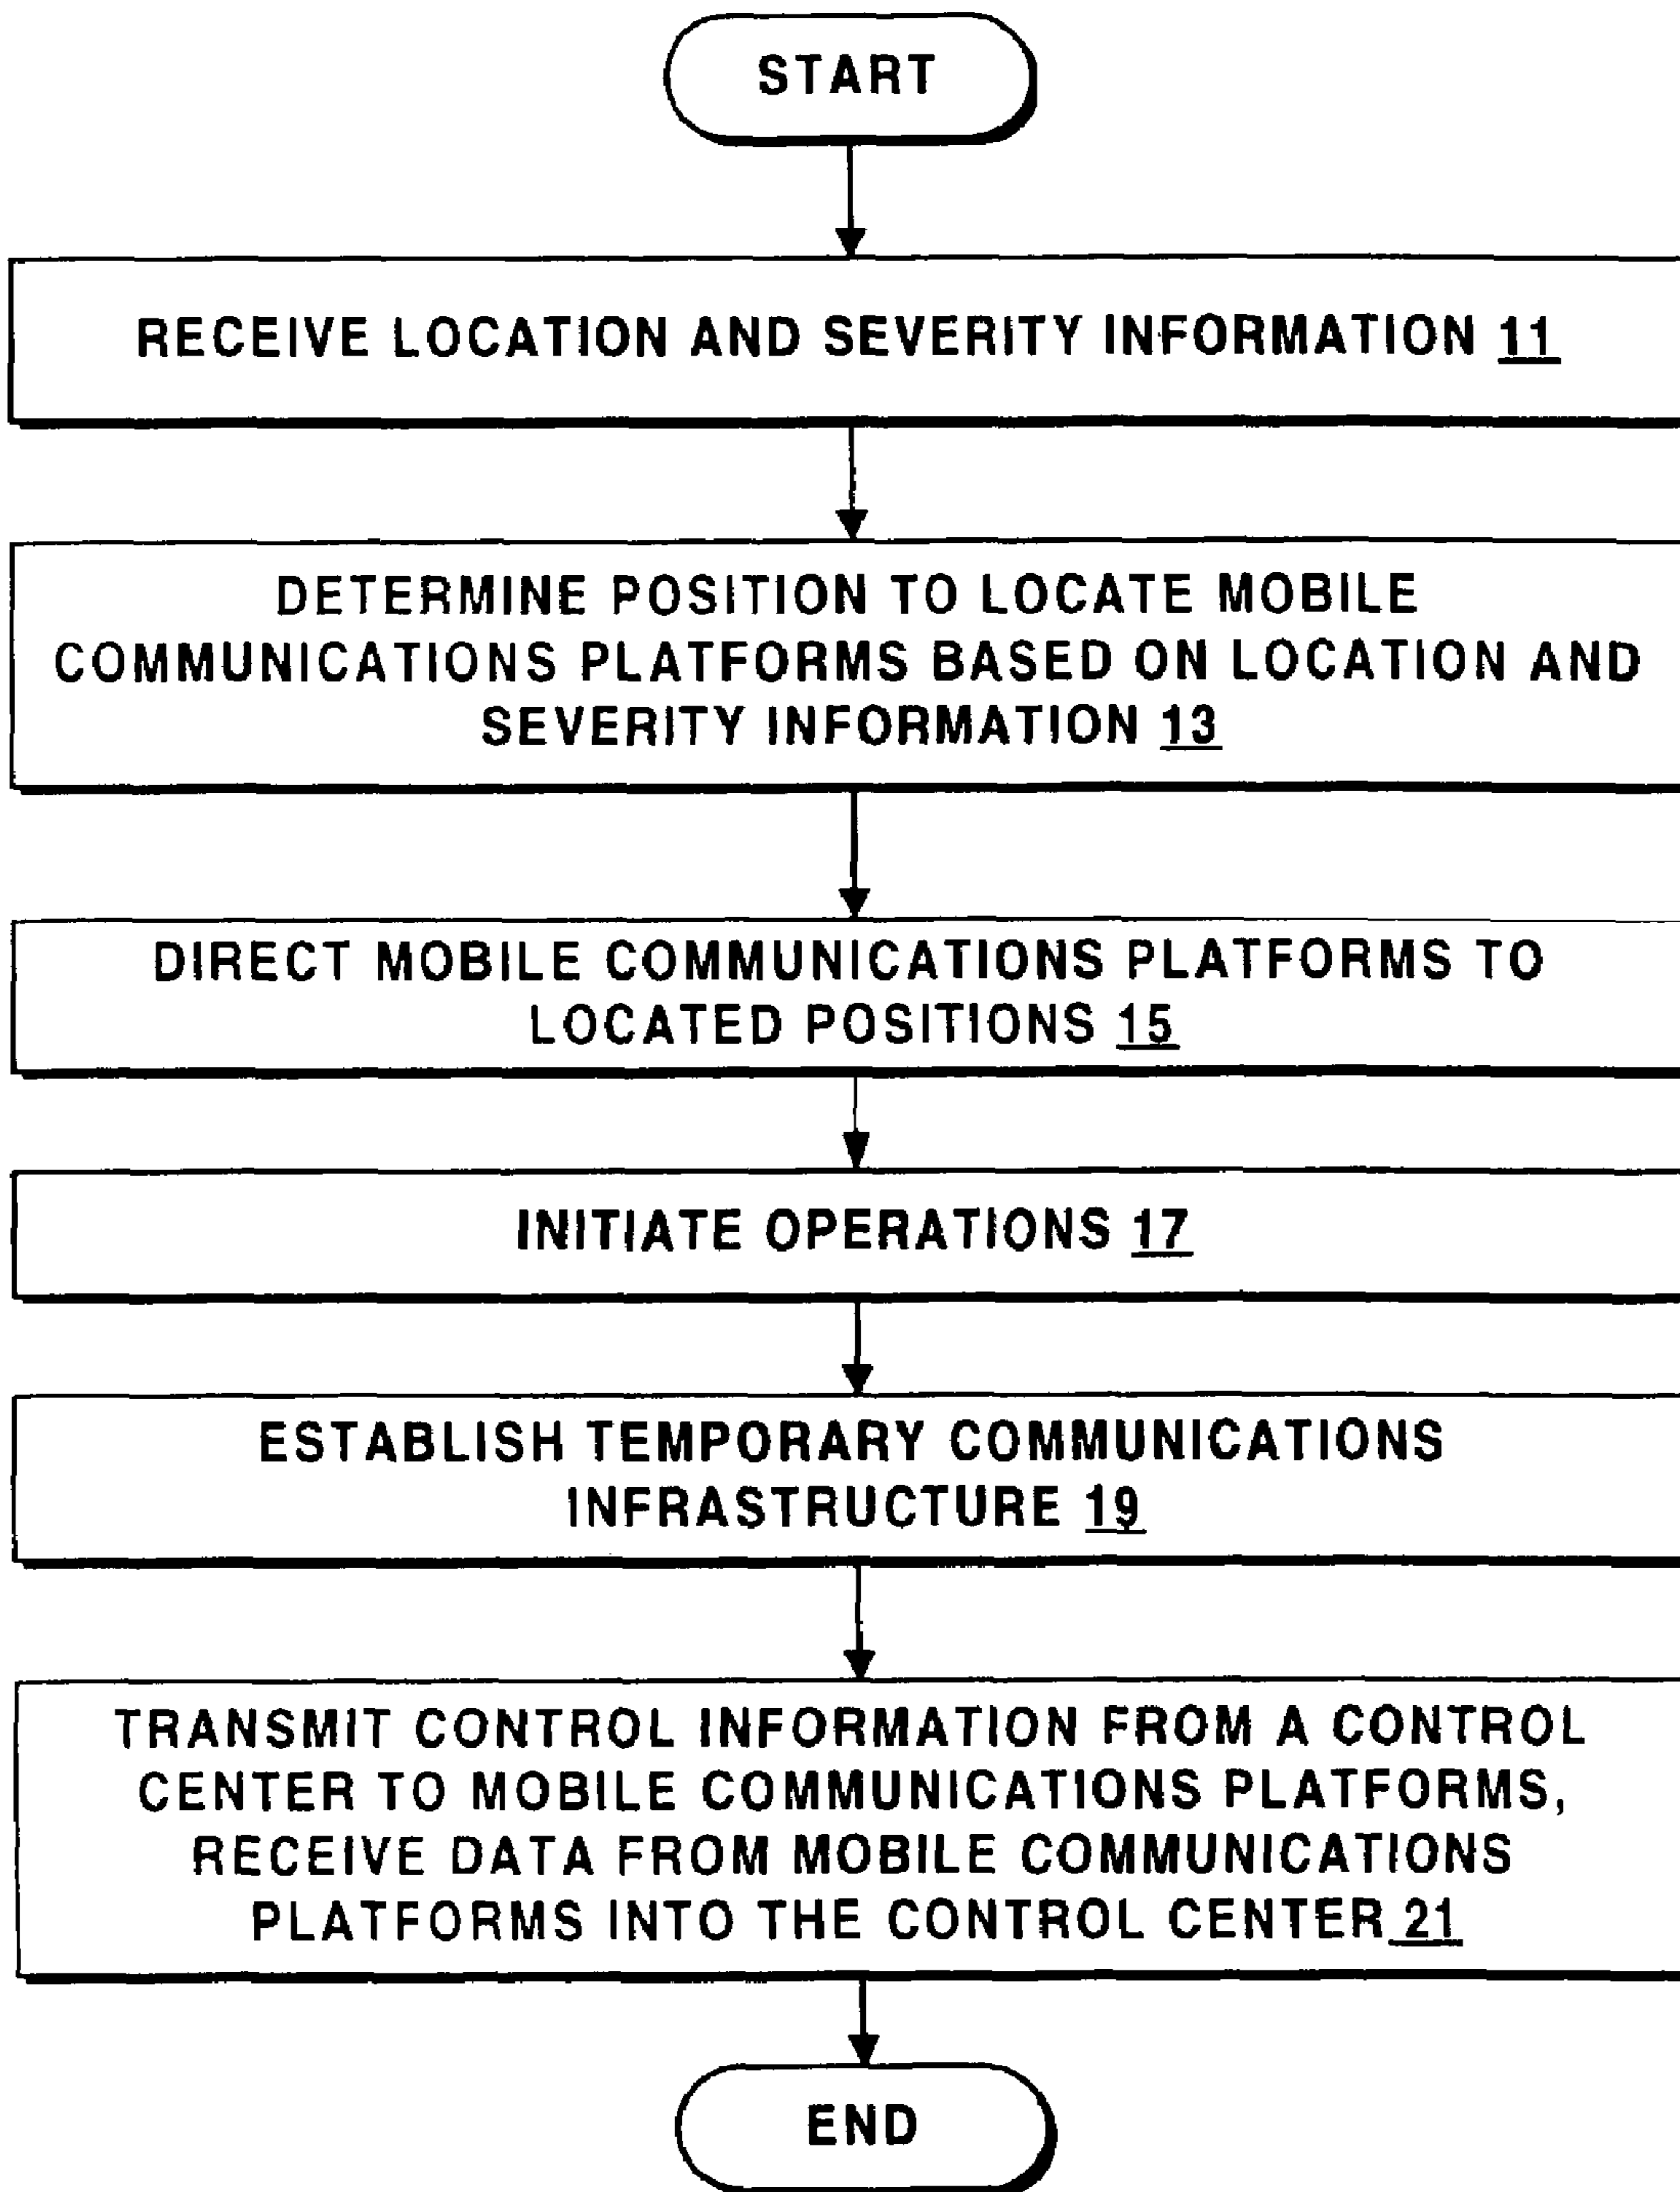 START
RECEIVE LOCATION AND SEVERITY INFORMATION 11
DETERMINE POSITION TO LOCATE MOBILE
COMMUNICATIONS PLATFORMS BASED ON LOCATION AND
SEVERITY INFORMATION 13
DIRECT MOBILE COMMUNICATIONS PLATFORMS TO
LOCATED POSITIONS 15
INITIATE OPERATIONS 17
ESTABLISH TEMPORARY COMMUNICATIONS
INFRASTRUCTURE 19
TRANSMIT CONTROL INFORMATION FROM A CONTROL
CENTER TO MOBILE COMMUNICATIONS PLATFORMS,
RECEIVE DATA FROM MOBILE COMMUNICATIONS
PLATFORMS INTO THE CONTROL CENTER 21
END